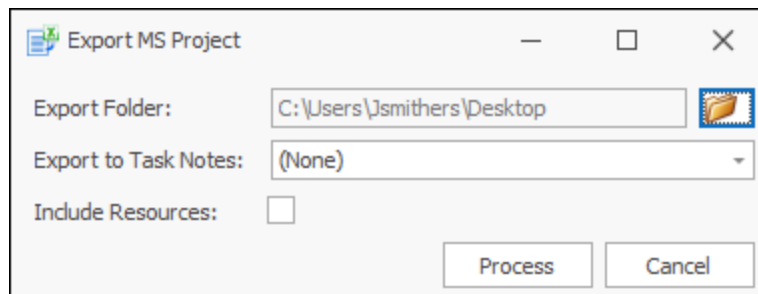 Export MS Project
Export Folder: C:\Users\Jsmithers\Desktop
Export to Task Notes: (None)
Include Resources:
Process Cancel